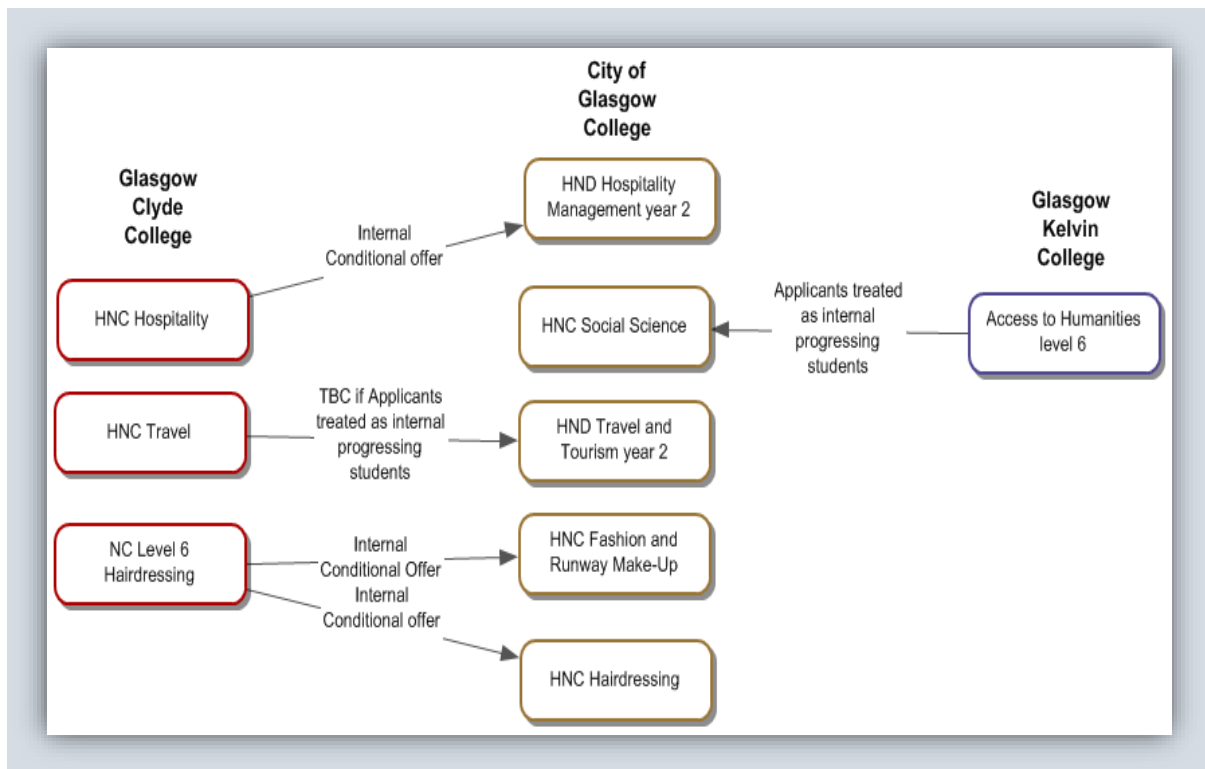 City of
Glasgow
College
Glasgow
Clyde
College
Glasgow
Kelvin
College
HND Hospitality
Management year 2
Internal
Conditional offer
HNC Hospitality
HNC Social Science
Applicants treated
as internal
progressing
students
Access to Humanities
level 6
HNC Travel
TBC if Applicants
treated as internal
progressing
students
HND Travel and
Tourism year 2
NC Level 6
Hairdressing
Internal
Conditional Offer
Internal
Conditional offer
HNC Fashion and
Runway Make-Up
HNC Hairdressing